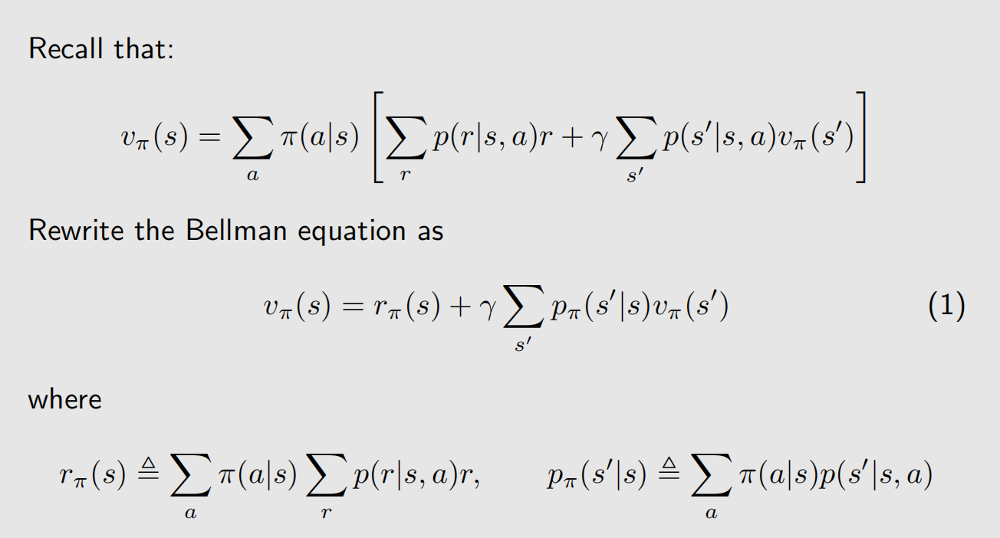 Recall that:
$$v_\pi(s) = \sum_a \pi(a|s) \left[ \sum_r p(r|s,a)r + \gamma \sum_{s'} p(s'|s,a)v_\pi(s') \right]$$
Rewrite the Bellman equation as
$$v_\pi(s) = r_\pi(s) + \gamma \sum_{s'} p_\pi(s'|s)v_\pi(s') \qquad (1)$$
where
$$r_\pi(s) \triangleq \sum_a \pi(a|s) \sum_r p(r|s,a)r, \qquad p_\pi(s'|s) \triangleq \sum_a \pi(a|s)p(s'|s,a)$$